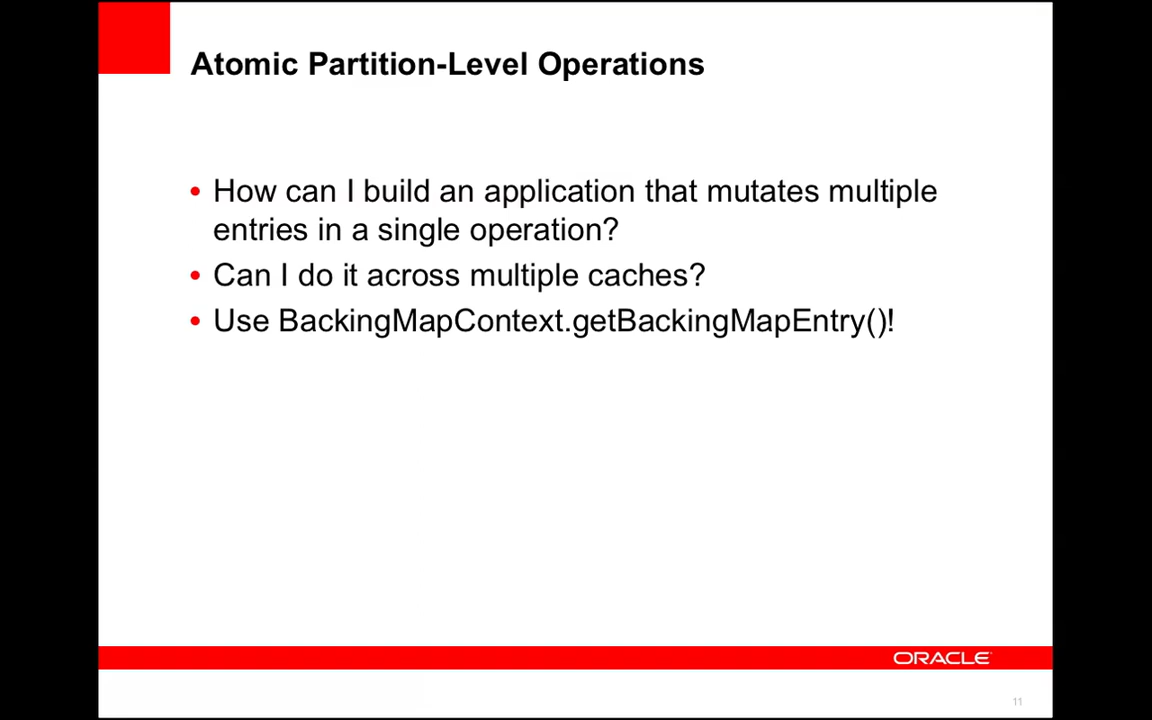 Atomic Partition-Level Operations
• How can I build an application that mutates multiple
entries in a single operation?
• Can I do it across multiple caches?
• Use BackingMapContext.getBackingMapEntry()!
ORACLE
11